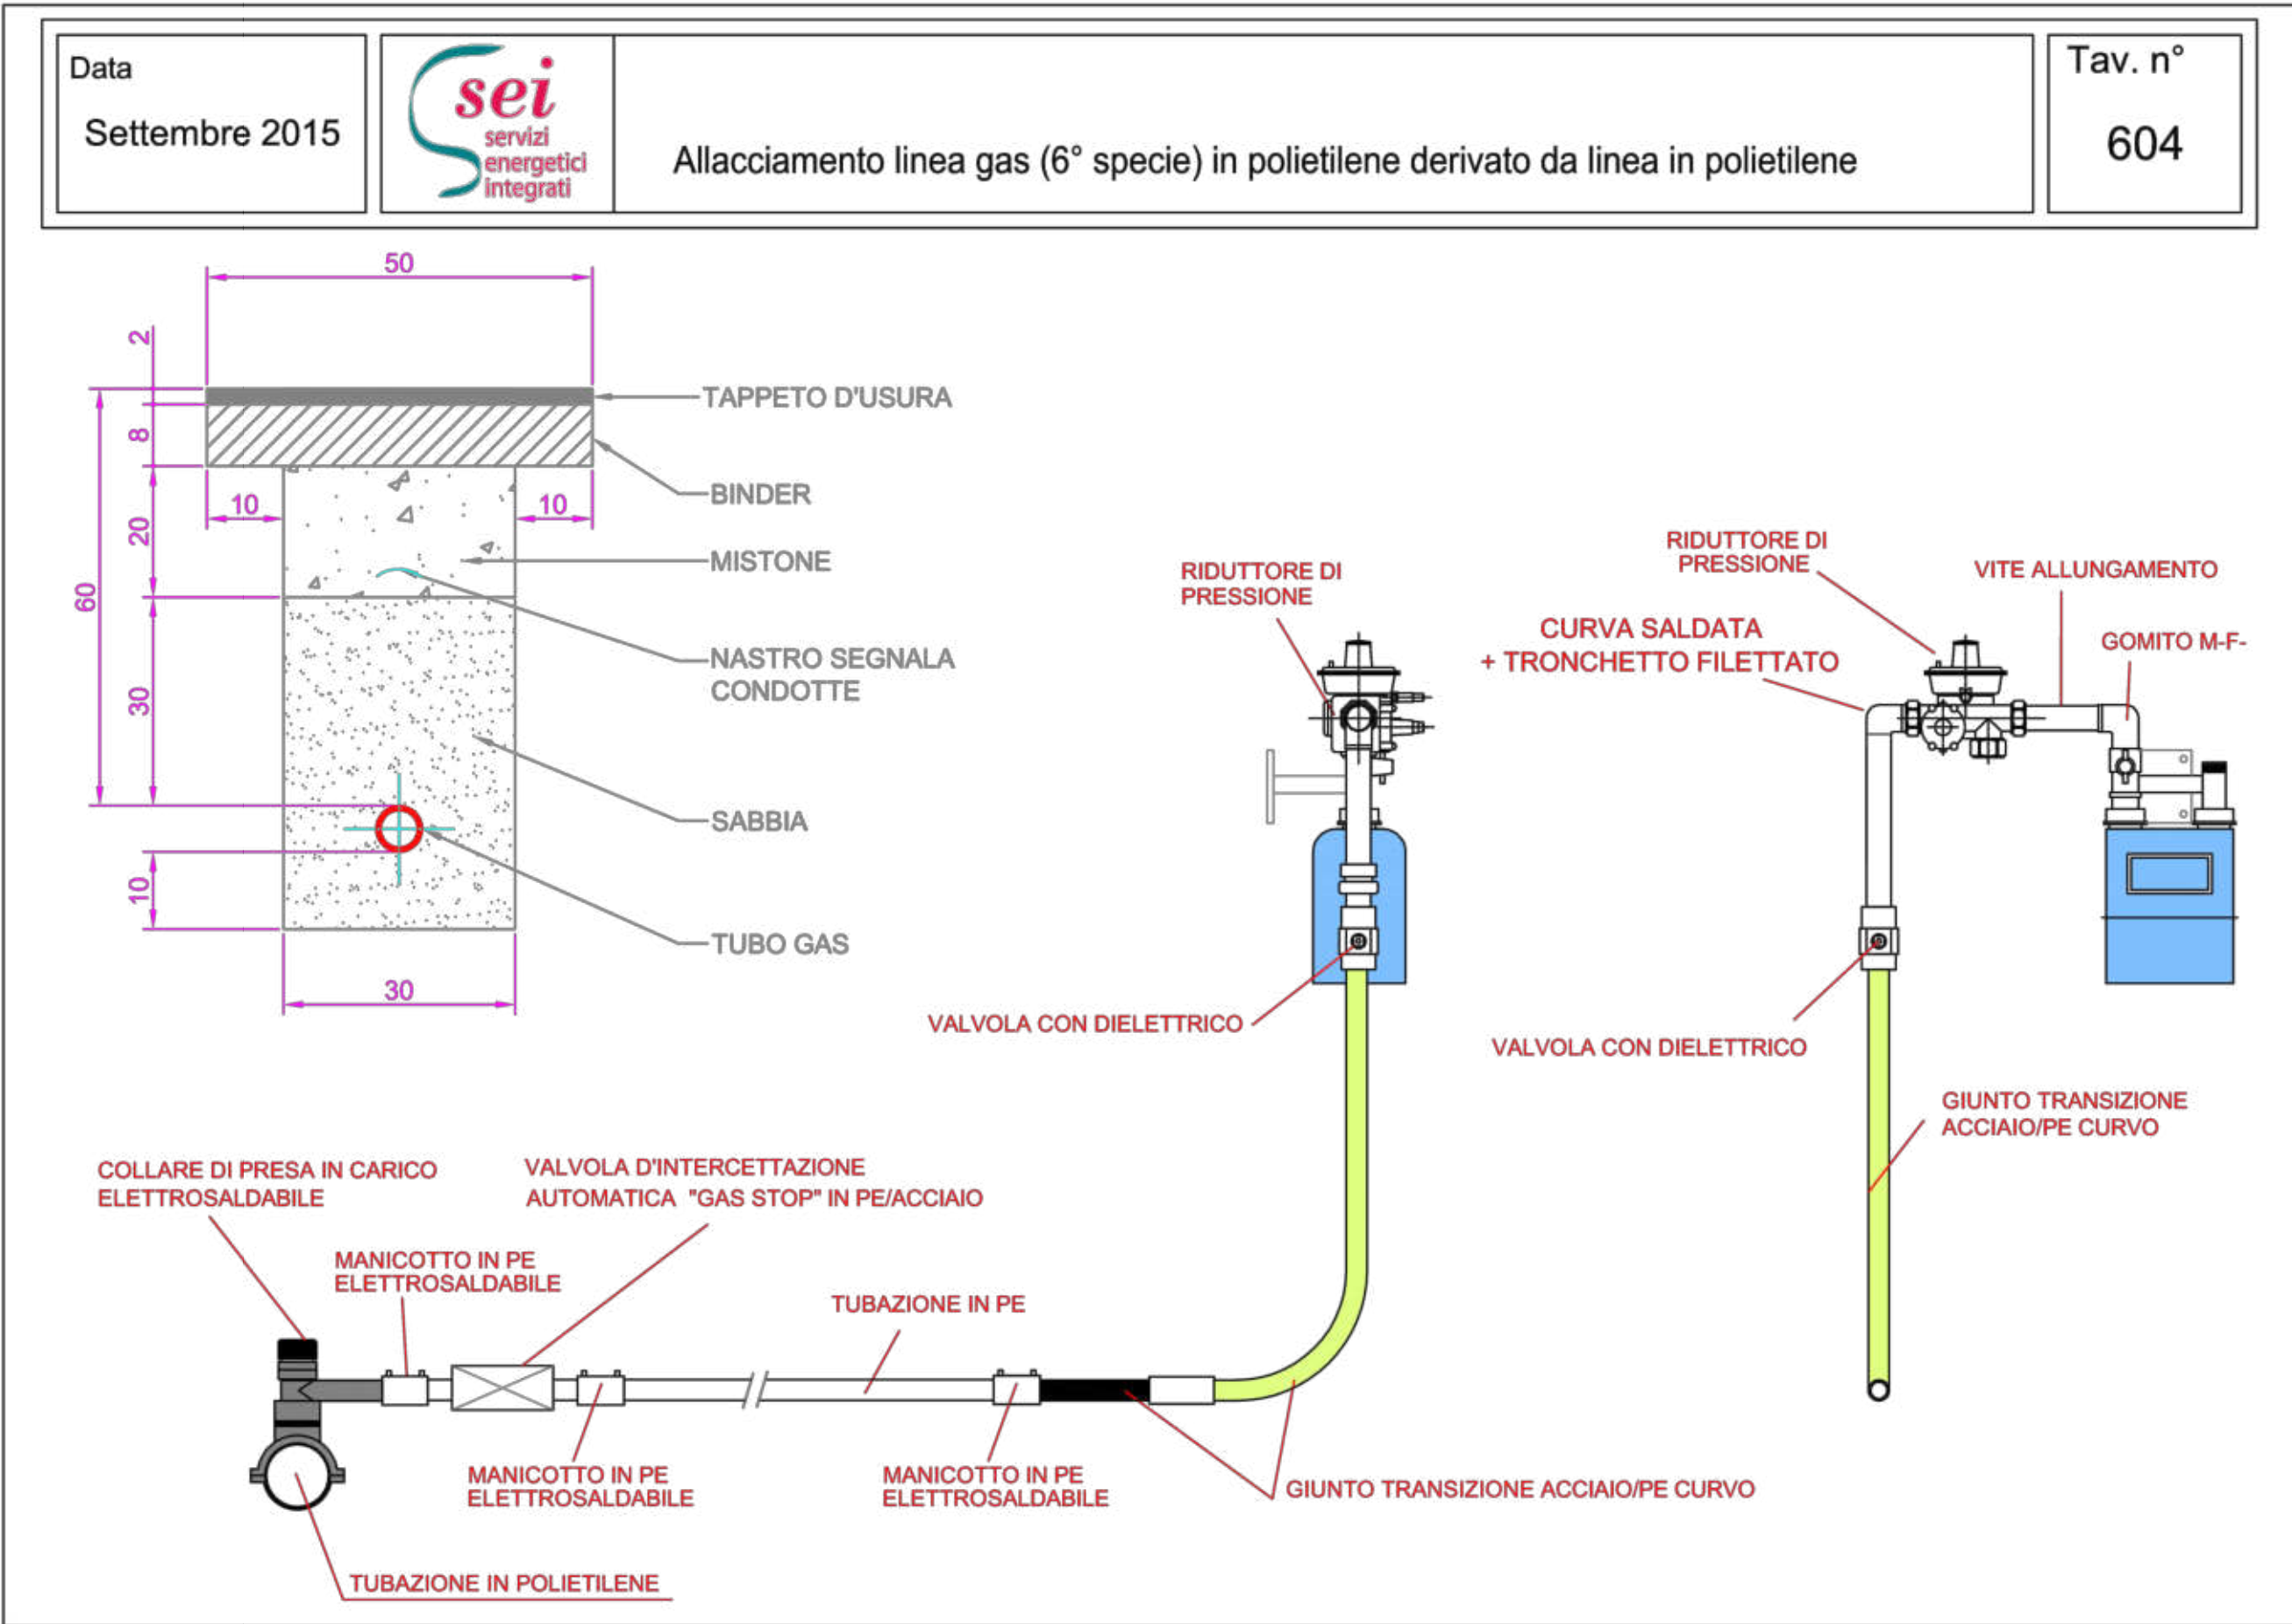 Data
Settembre 2015
sei
servizi
energetici
integrati
Allacciamento linea gas (6° specie) in polietilene derivato da linea in polietilene
Tav. n°
604
50
2
8
20
60
30
10
10
10
30
TAPPETO D'USURA
BINDER
MISTONE
NASTRO SEGNALA
CONDOTTE
SABBIA
TUBO GAS
RIDUTTORE DI
PRESSIONE
VALVOLA CON DIELETTRICO
RIDUTTORE DI
PRESSIONE
VITE ALLUNGAMENTO
CURVA SALDATA
+ TRONCHETTO FILETTATO
GOMITO M-F-
VALVOLA CON DIELETTRICO
GIUNTO TRANSIZIONE
ACCIAIO/PE CURVO
COLLARE DI PRESA IN CARICO
ELETTROSALDABILE
VALVOLA D'INTERCETTAZIONE
AUTOMATICA "GAS STOP" IN PE/ACCIAIO
MANICOTTO IN PE
ELETTROSALDABILE
TUBAZIONE IN PE
MANICOTTO IN PE
ELETTROSALDABILE
MANICOTTO IN PE
ELETTROSALDABILE
GIUNTO TRANSIZIONE ACCIAIO/PE CURVO
TUBAZIONE IN POLIETILENE